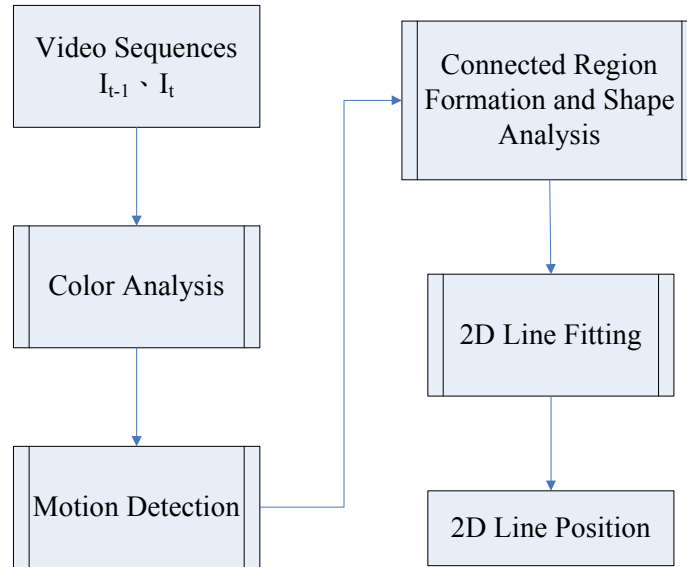 Video Sequences
Iₜ₋₁、Iₜ
Color Analysis
Motion Detection
Connected Region
Formation and Shape
Analysis
2D Line Fitting
2D Line Position